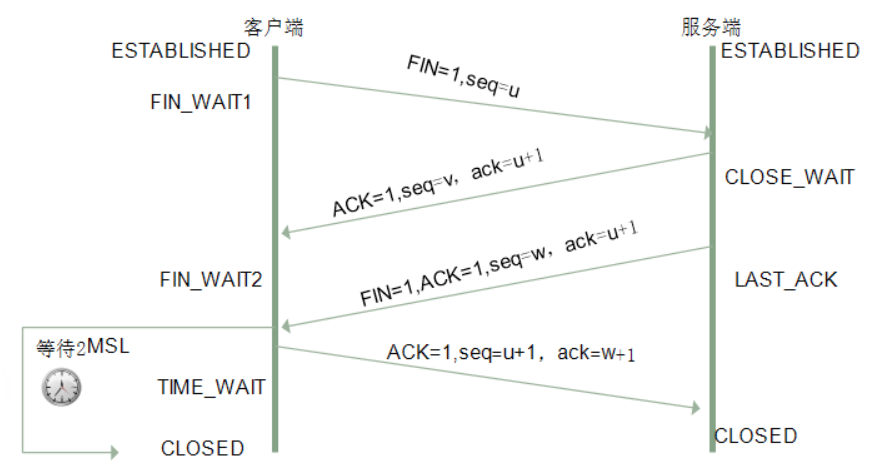 客户端
服务端
ESTABLISHED
ESTABLISHED
FIN=1,seq=u
FIN_WAIT1
ACK=1,seq=v，ack=u+1
CLOSE_WAIT
FIN=1,ACK=1,seq=w，ack=u+1
FIN_WAIT2
LAST_ACK
等待2MSL
ACK=1,seq=u+1，ack=w+1
TIME_WAIT
CLOSED
CLOSED